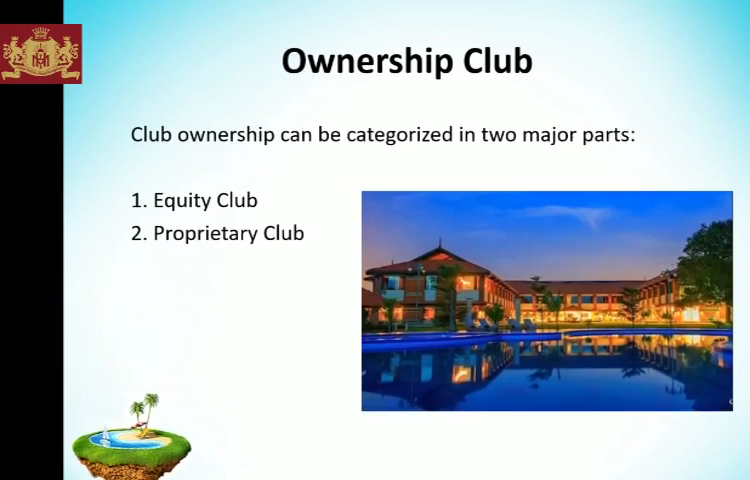 Ownership Club
Club ownership can be categorized in two major parts:
1. Equity Club
2. Proprietary Club